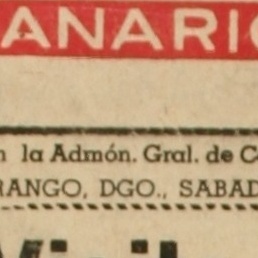 ANARIO
la Admón. Gral. de C
RANGO, DGO., SABAD